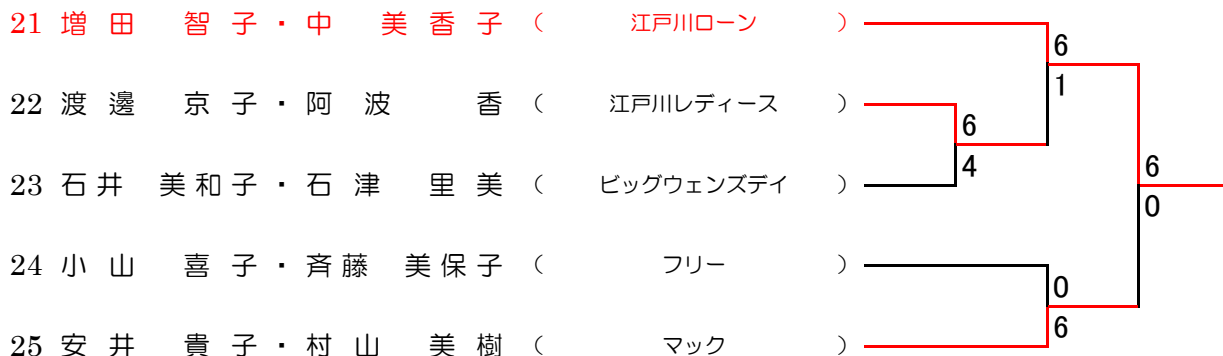 21 増田 智子・中 美香子 ( 江戸川ローン )
6
1
22 渡邊 京子・阿波 香 ( 江戸川レディース )
6
4
6
0
23 石井 美和子・石津 里美 ( ビッグウェンズデイ )
24 小山 喜子・斉藤 美保子 ( フリー )
0
6
25 安井 貴子・村山 美樹 ( マック )